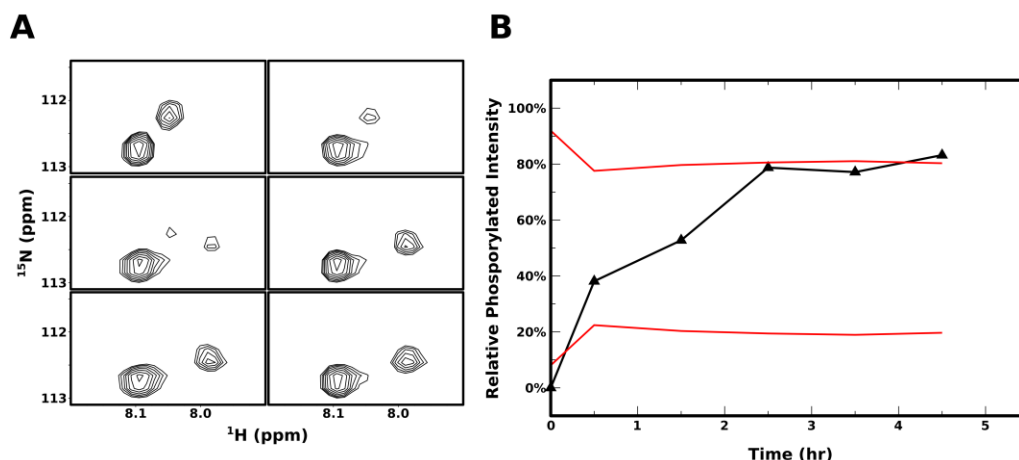 A
112
113
112
113
112
113
8.1 8.0 8.1 8.0
15N (ppm)
1H (ppm)
B
100%
80%
60%
40%
20%
0%
0 1 2 3 4 5
Relative Phosporylated Intensity
Time (hr)